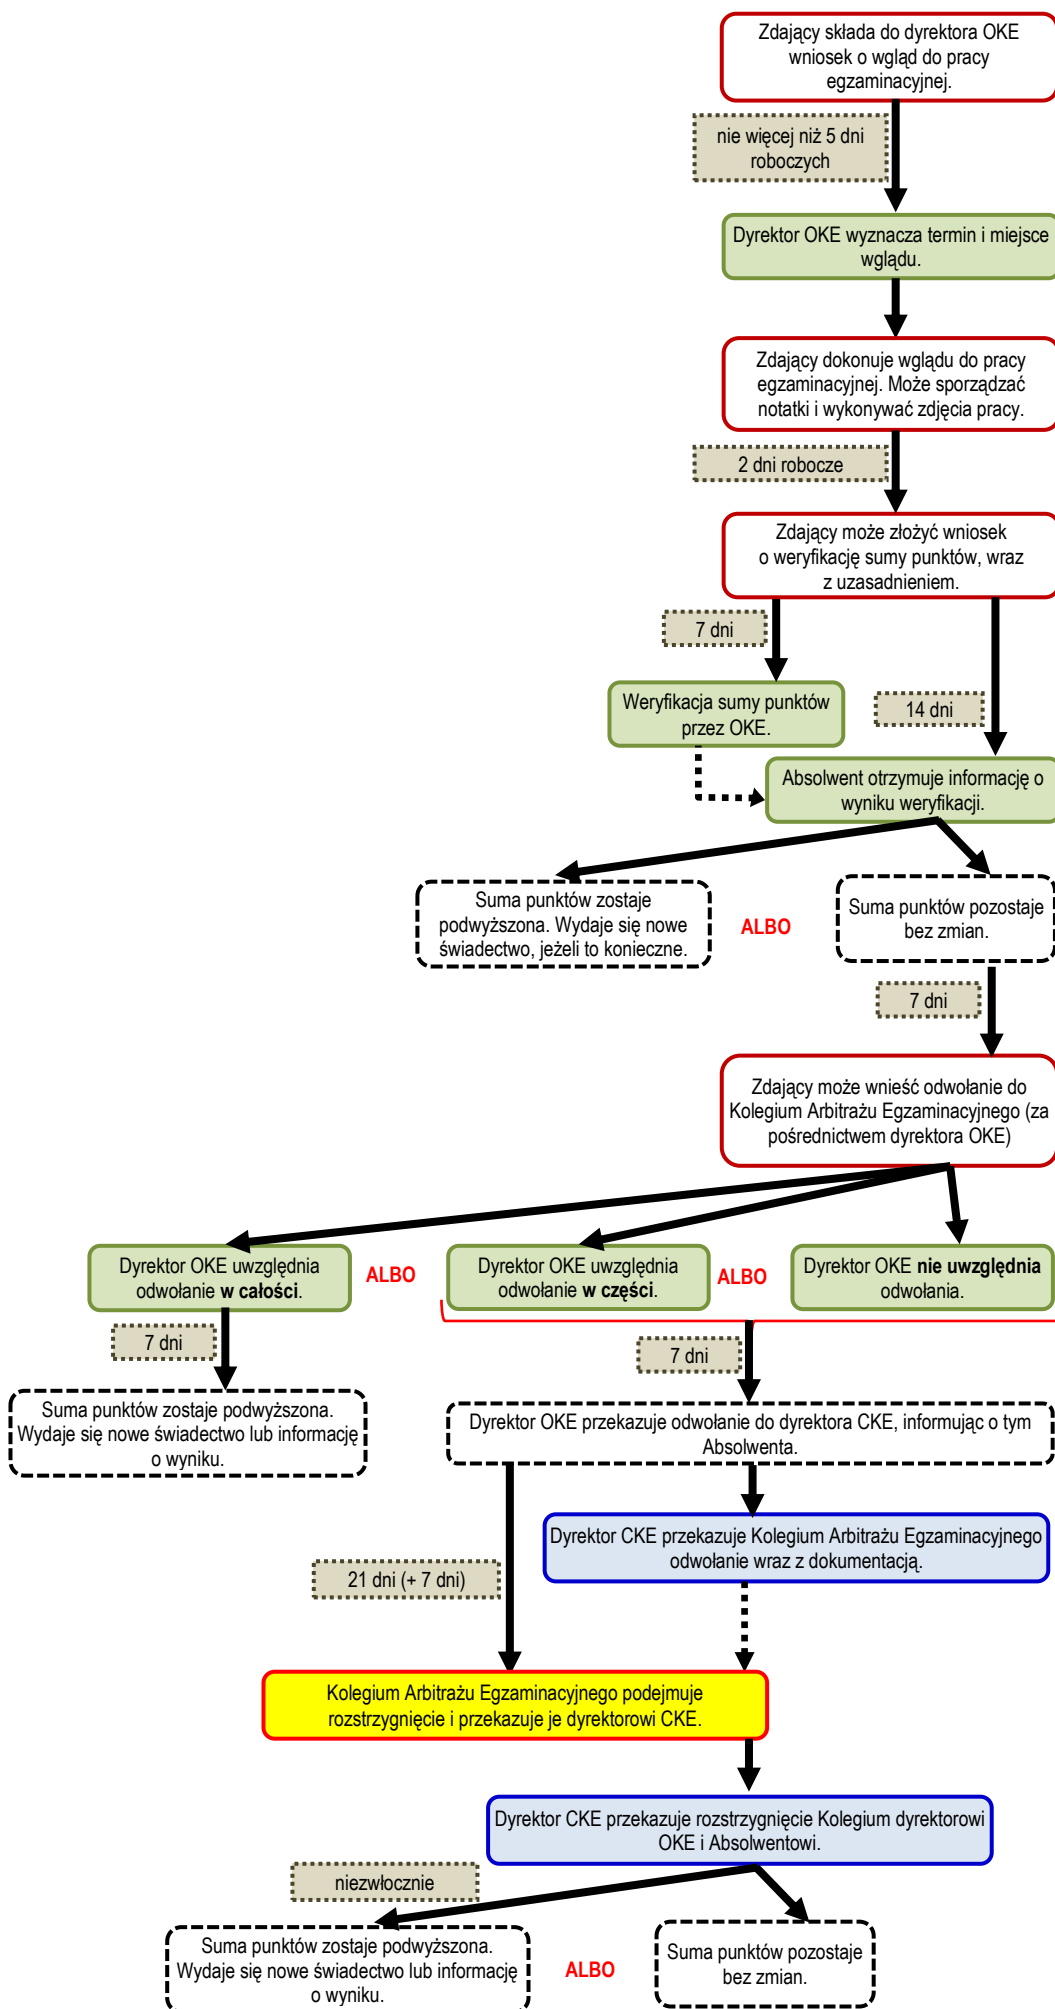 Zdający składa do dyrektora OKE
wniosek o wgląd do pracy
egzaminacyjnej.
nie więcej niż 5 dni
roboczych
Dyrektor OKE wyznacza termin i miejsce
wglądu.
Zdający dokonuje wglądu do pracy
egzaminacyjnej. Może sporządzać
notatki i wykonywać zdjęcia pracy.
2 dni robocze
Zdający może złożyć wniosek
o weryfikację sumy punktów, wraz
z uzasadnieniem.
7 dni
Weryfikacja sumy punktów
przez OKE.
14 dni
Absolwent otrzymuje informację o
wyniku weryfikacji.
Suma punktów zostaje
podwyższona. Wydaje się nowe
świadectwo, jeżeli to konieczne.
ALBO
Suma punktów pozostaje
bez zmian.
7 dni
Zdający może wnieść odwołanie do
Kolegium Arbitrażu Egzaminacyjnego (za
pośrednictwem dyrektora OKE)
Dyrektor OKE uwzględnia
odwołanie w całości.
ALBO
Dyrektor OKE uwzględnia
odwołanie w części.
ALBO
Dyrektor OKE nie uwzględnia
odwołania.
7 dni
7 dni
Suma punktów zostaje podwyższona.
Wydaje się nowe świadectwo lub informację
o wyniku.
Dyrektor OKE przekazuje odwołanie do dyrektora CKE, informując o tym
Absolwenta.
Dyrektor CKE przekazuje Kolegium Arbitrażu Egzaminacyjnego
odwołanie wraz z dokumentacją.
21 dni (+ 7 dni)
Kolegium Arbitrażu Egzaminacyjnego podejmuje
rozstrzygnięcie i przekazuje je dyrektorowi CKE.
Dyrektor CKE przekazuje rozstrzygnięcie Kolegium dyrektorowi
OKE i Absolwentowi.
niezwłocznie
Suma punktów zostaje podwyższona.
Wydaje się nowe świadectwo lub informację
o wyniku.
ALBO
Suma punktów pozostaje
bez zmian.